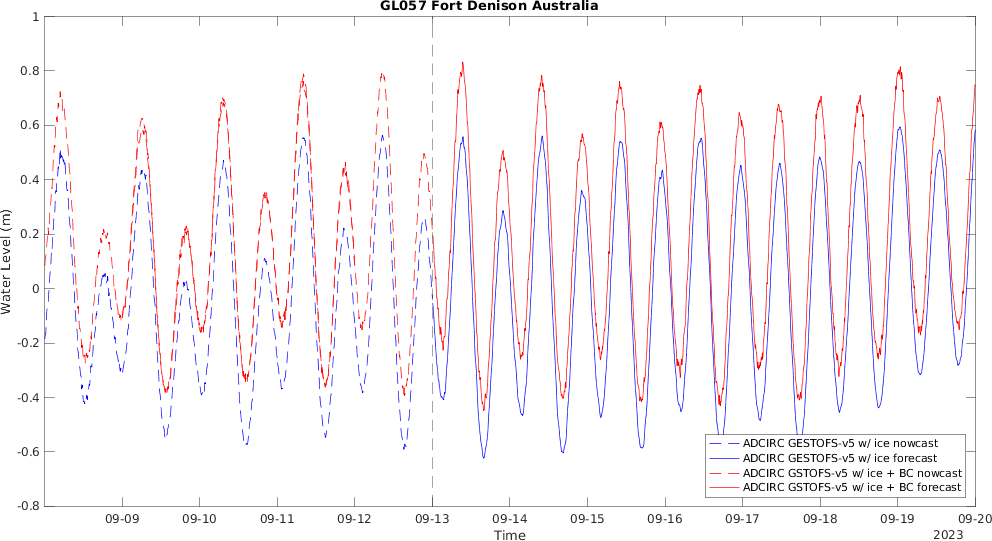 GL057 Fort Denison Australia
Water Level (m)
1
0.8
0.6
0.4
0.2
0
-0.2
-0.4
-0.6
-0.8
ADCIRC GESTOFS-v5 w/ ice nowcast
ADCIRC GESTOFS-v5 w/ ice forecast
ADCIRC GSTOFS-v5 w/ ice + BC nowcast
ADCIRC GSTOFS-v5 w/ ice + BC forecast
09-09 09-10 09-11 09-12 09-13 09-14 09-15 09-16 09-17 09-18 09-19 09-20
Time
2023